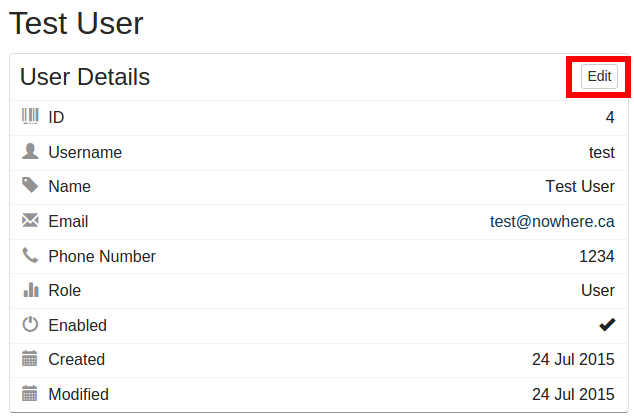 Test User
User Details Edit
ID 4
Username test
Name Test User
Email test@nowhere.ca
Phone Number 1234
Role User
Enabled
Created 24 Jul 2015
Modified 24 Jul 2015